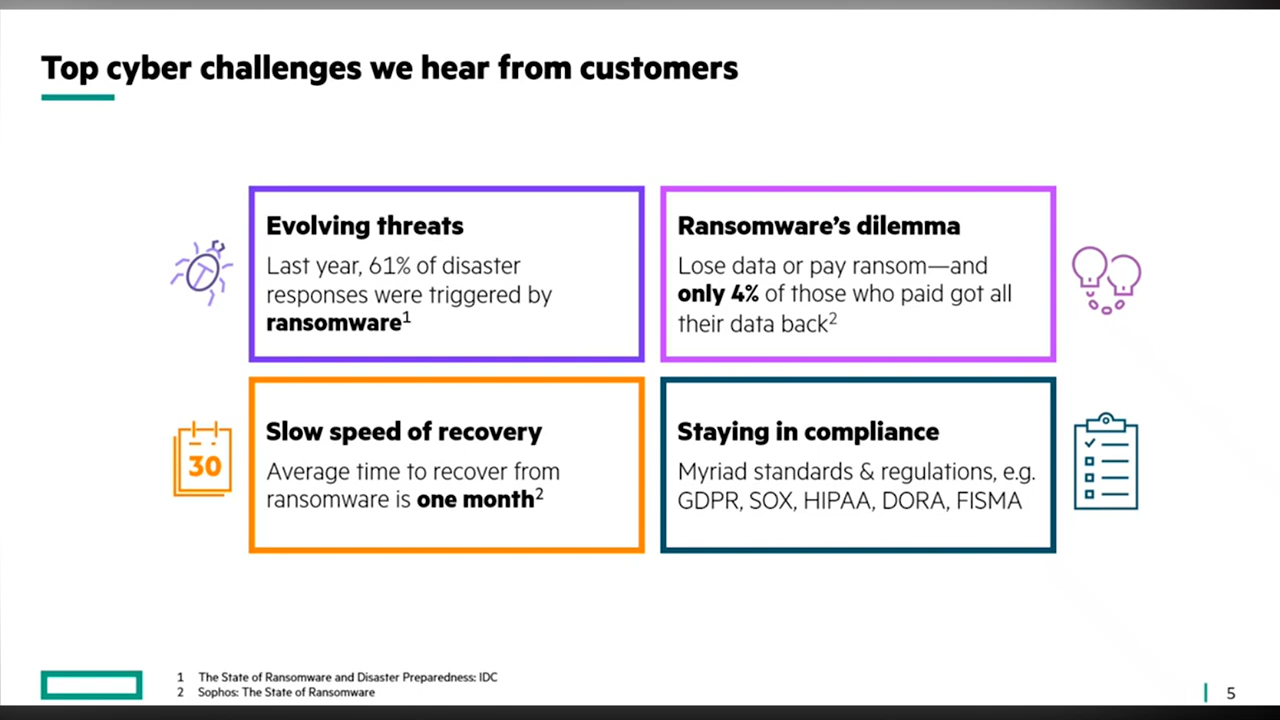 Top cyber challenges we hear from customers
Evolving threats
Last year, 61% of disaster
responses were triggered by
ransomware¹
Ransomware’s dilemma
Lose data or pay ransom—and
only 4% of those who paid got all
their data back²
30
Slow speed of recovery
Average time to recover from
ransomware is one month²
Staying in compliance
Myriad standards & regulations, e.g.
GDPR, SOX, HIPAA, DORA, FISMA
1 The State of Ransomware and Disaster Preparedness: IDC
2 Sophos: The State of Ransomware
5